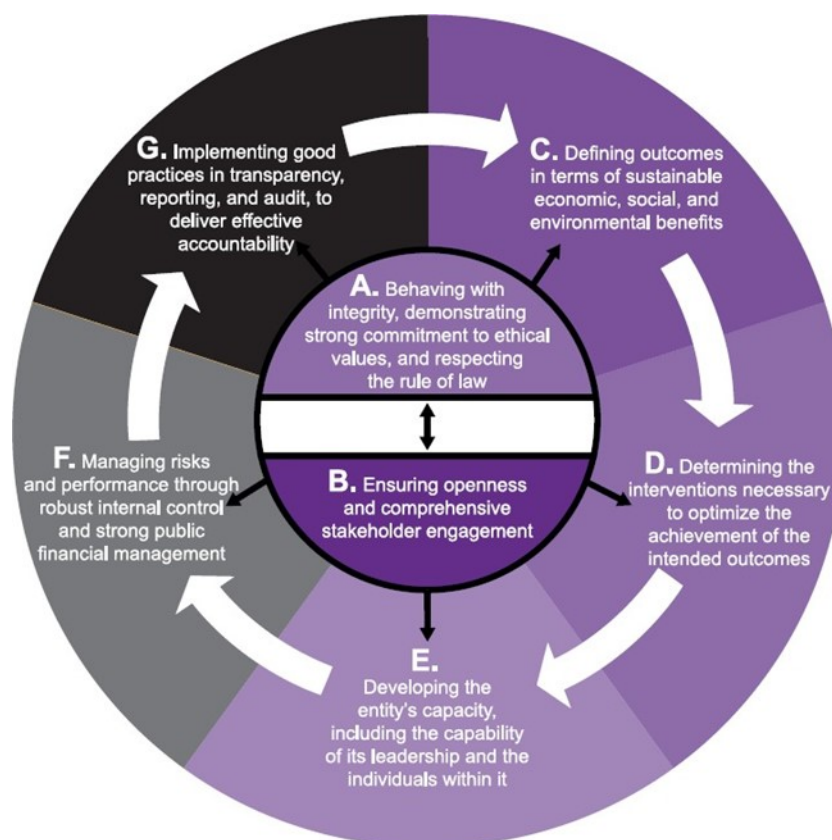 G. Implementing good
practices in transparency,
reporting, and audit, to
deliver effective
accountability
C. Defining outcomes
in terms of sustainable
economic, social, and
environmental benefits
A. Behaving with
integrity, demonstrating
strong commitment to ethical
values, and respecting
the rule of law
F. Managing risks
and performance through
robust internal control
and strong public
financial management
B. Ensuring openness
and comprehensive
stakeholder engagement
D. Determining the
interventions necessary
to optimize the
achievement of the
intended outcomes
E.
Developing the
entity’s capacity,
including the capability
of its leadership and the
individuals within it